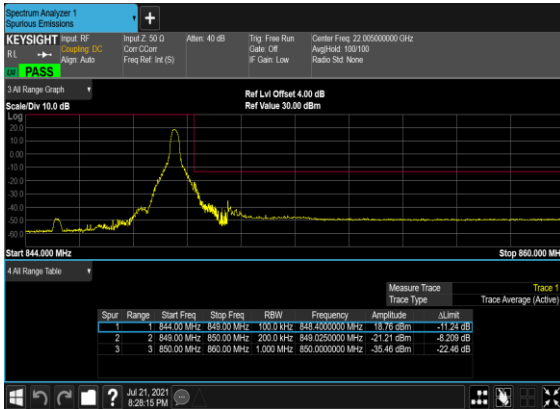 Spectrum Analyzer 1
Spurious Emissions
+
KEYSIGHT Input: RF Input Z: 50 Ω Atten: 40 dB Trig: Free Run Center Freq: 22.005000000 GHz
RL Coupling: DC Corr CCorr Gate: Off Avg|Hold: 100/100
Align: Auto Freq Ref: Int (S) IF Gain: Low Radio Std: None
LW PASS
3 All Range Graph
Ref Lvl Offset 4.00 dB
Scale/Div 10.0 dB Ref Value 30.00 dBm
Log
20.0
10.0
0.00
-10.0
-20.0
-30.0
-40.0
-50.0
-60.0
Start 844.000 MHz Stop 860.000 MH
4 All Range Table
Measure Trace Trace 1
Trace Type Trace Average (Active)
Spur Range Start Freq Stop Freq RBW Frequency Amplitude ΔLimit
1 1 844.00 MHz 849.00 MHz 100.0 kHz 848.4000000 MHz 18.76 dBm -11.24 dB
2 2 849.00 MHz 850.00 MHz 200.0 kHz 849.0250000 MHz -21.21 dBm -8.209 dB
3 3 850.00 MHz 860.00 MHz 1.000 MHz 850.0000000 MHz -35.46 dBm -22.46 dB
? Jul 21, 2021
8:28:15 PM